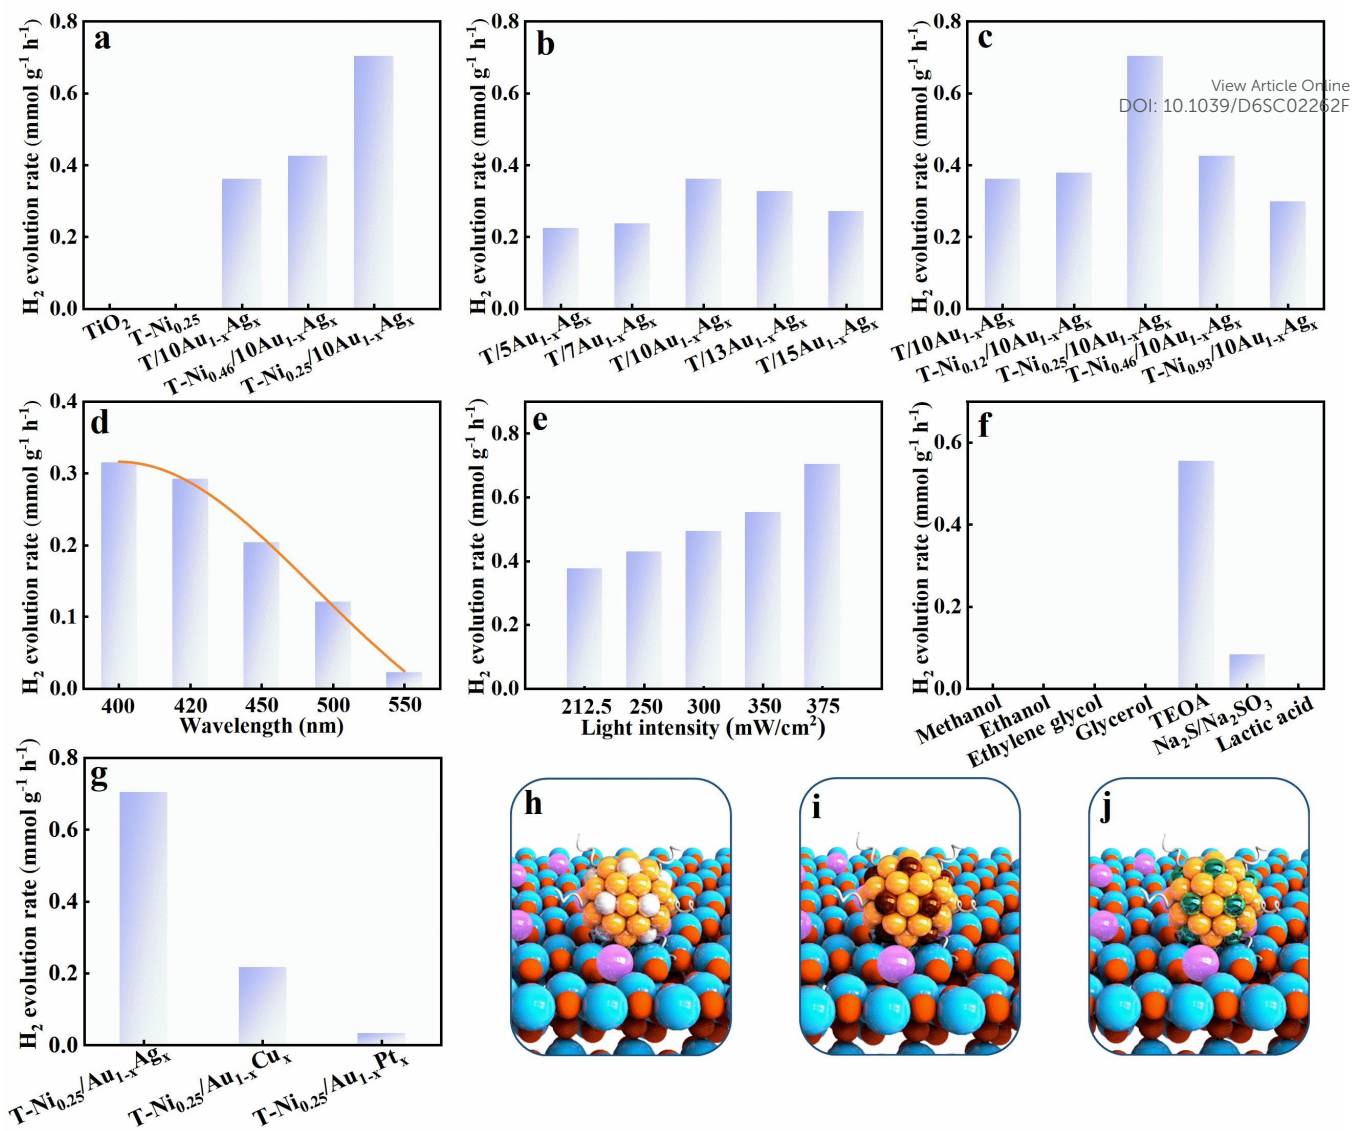 a
H2 evolution rate (mmol g-1 h-1)
0.8
0.6
0.4
0.2
0.0
TiO2
T-Ni0.25
T/10Au1-xAgx
T-Ni0.46/10Au1-xAgx
T-Ni0.25/10Au1-xAgx
b
H2 evolution rate (mmol g-1 h-1)
0.8
0.6
0.4
0.2
0.0
T/5Au1-xAgx
T/7Au1-xAgx
T/10Au1-xAgx
T/13Au1-xAgx
T/15Au1-xAgx
c
H2 evolution rate (mmol g-1 h-1)
0.8
0.6
0.4
0.2
0.0
T/10Au1-xAgx
T-Ni0.12/10Au1-xAgx
T-Ni0.25/10Au1-xAgx
T-Ni0.46/10Au1-xAgx
T-Ni0.93/10Au1-xAgx
View Article Online
DOI: 10.1039/D6SC02262F
d
H2 evolution rate (mmol g-1 h-1)
0.4
0.3
0.2
0.1
0.0
400 420 450 500 550
Wavelength (nm)
e
H2 evolution rate (mmol g-1 h-1)
0.8
0.6
0.4
0.2
0.0
212.5 250 300 350 375
Light intensity (mW/cm2)
f
H2 evolution rate (mmol g-1 h-1)
0.6
0.4
0.2
0.0
Methanol
Ethanol
Ethylene glycol
Glycerol
TEOA
Na2S/Na2SO3
Lactic acid
g
H2 evolution rate (mmol g-1 h-1)
0.8
0.6
0.4
0.2
0.0
T-Ni0.25/Au1-xAgx
T-Ni0.25/Au1-xCux
T-Ni0.25/Au1-xPtx
h
i
j